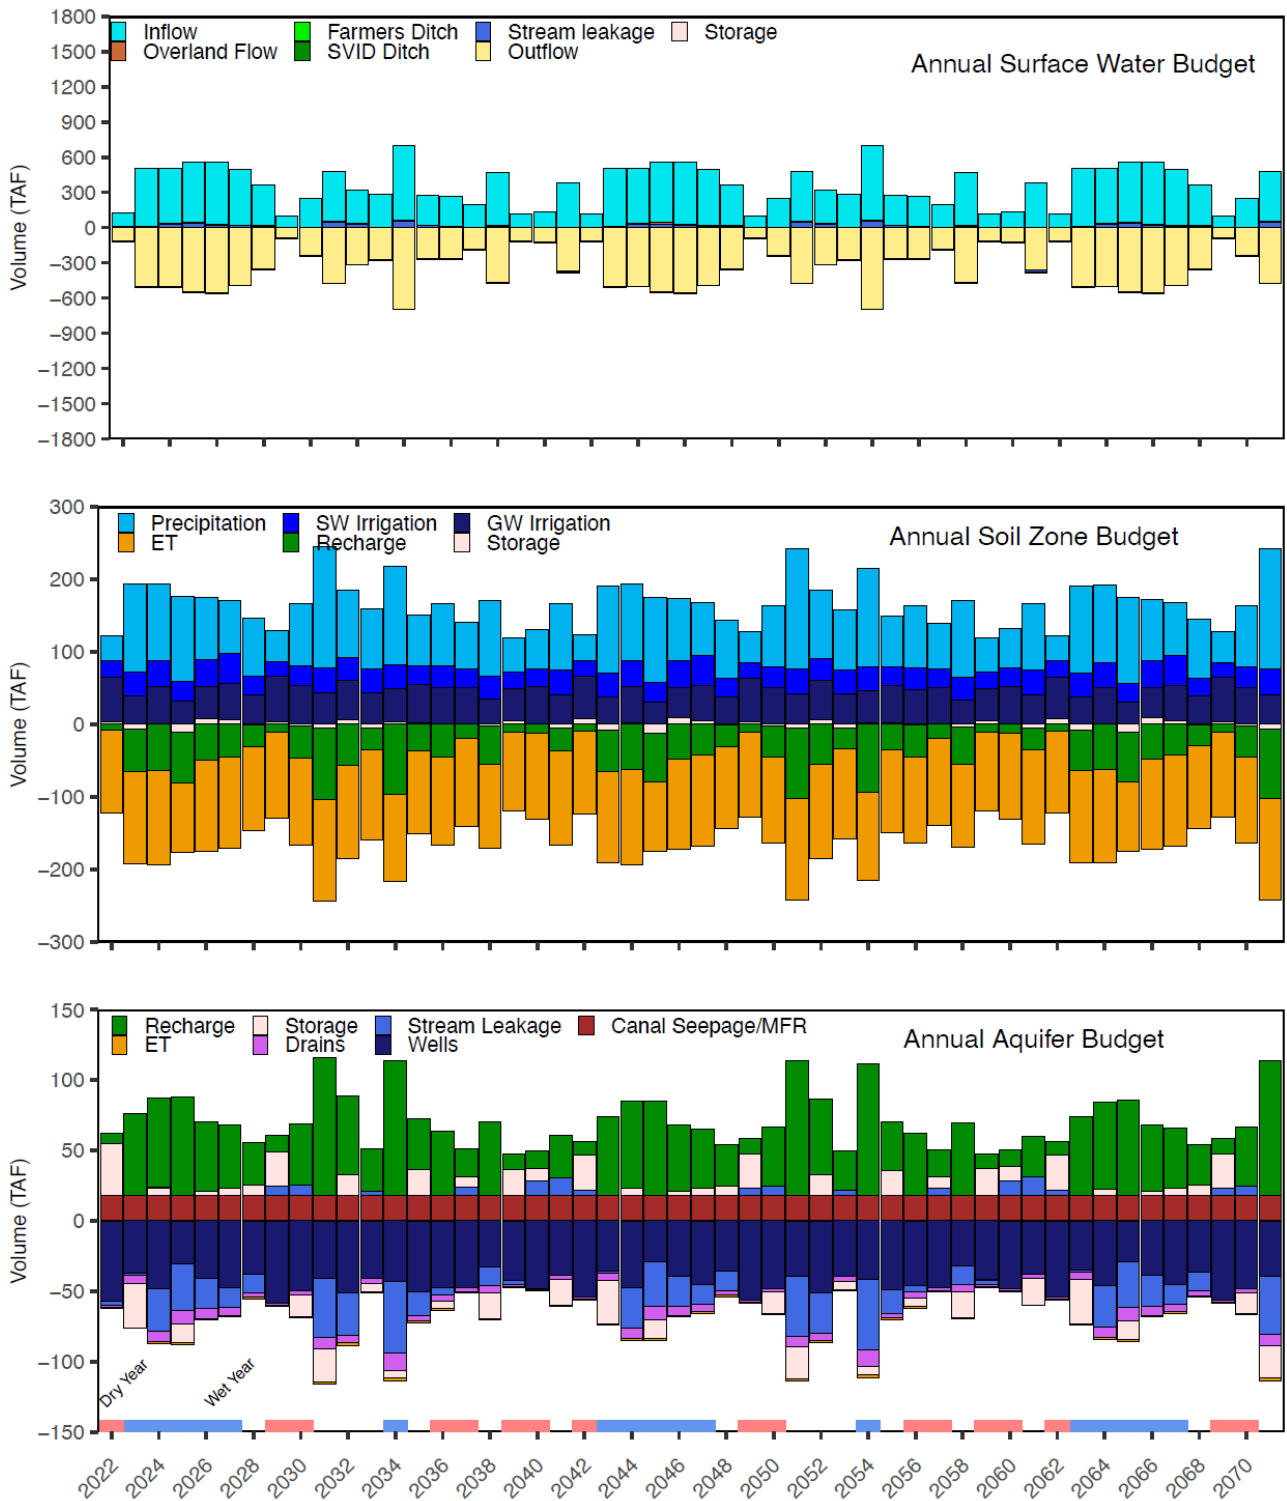 1800
Inflow Farmers Ditch Stream leakage Storage
Overland Flow SVID Ditch Outflow
Annual Surface Water Budget
1500
1200
900
600
300
0
−300
−600
−900
−1200
−1500
−1800
Volume (TAF)
300
Precipitation SW Irrigation GW Irrigation
ET Recharge Storage
Annual Soil Zone Budget
200
100
0
−100
−200
−300
Volume (TAF)
150
Recharge Storage Stream Leakage Canal Seepage/MFR
ET Drains Wells
Annual Aquifer Budget
100
50
0
−50
−100
−150
Volume (TAF)
Dry Year Wet Year
2022 2024 2026 2028 2030 2032 2034 2036 2038 2040 2042 2044 2046 2048 2050 2052 2054 2056 2058 2060 2062 2064 2066 2068 2070